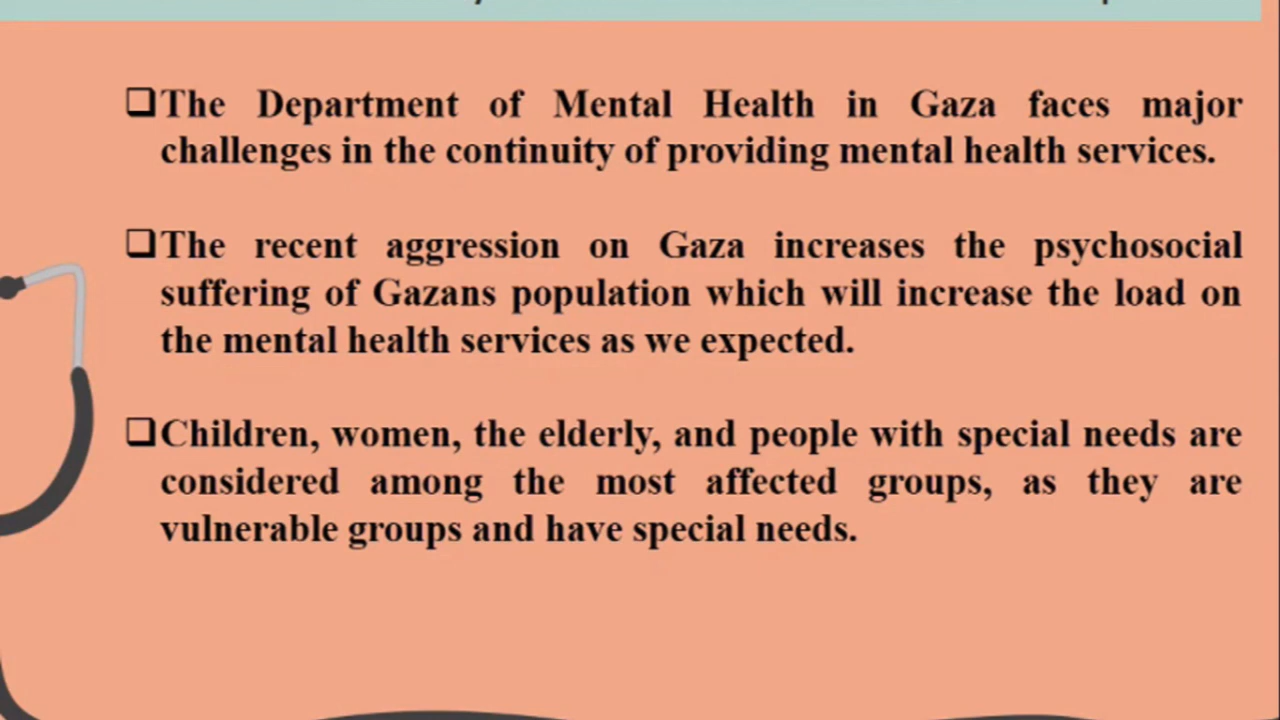 ❑The Department of Mental Health in Gaza faces major
challenges in the continuity of providing mental health services.
❑The recent aggression on Gaza increases the psychosocial
suffering of Gazans population which will increase the load on
the mental health services as we expected.
❑Children, women, the elderly, and people with special needs are
considered among the most affected groups, as they are
vulnerable groups and have special needs.